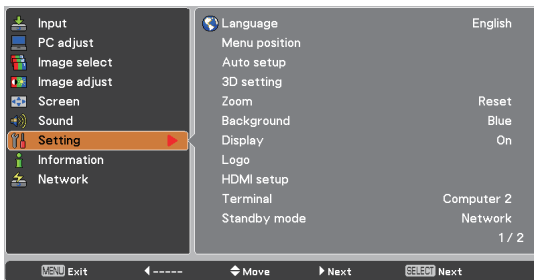 Input
PC adjust
Image select
Image adjust
Screen
Sound
Setting
Information
Network
Language English
Menu position
Auto setup
3D setting
Zoom Reset
Background Blue
Display On
Logo
HDMI setup
Terminal Computer 2
Standby mode Network
1 / 2
MENU Exit ◀ ----- Move ▶ Next SELECT Next